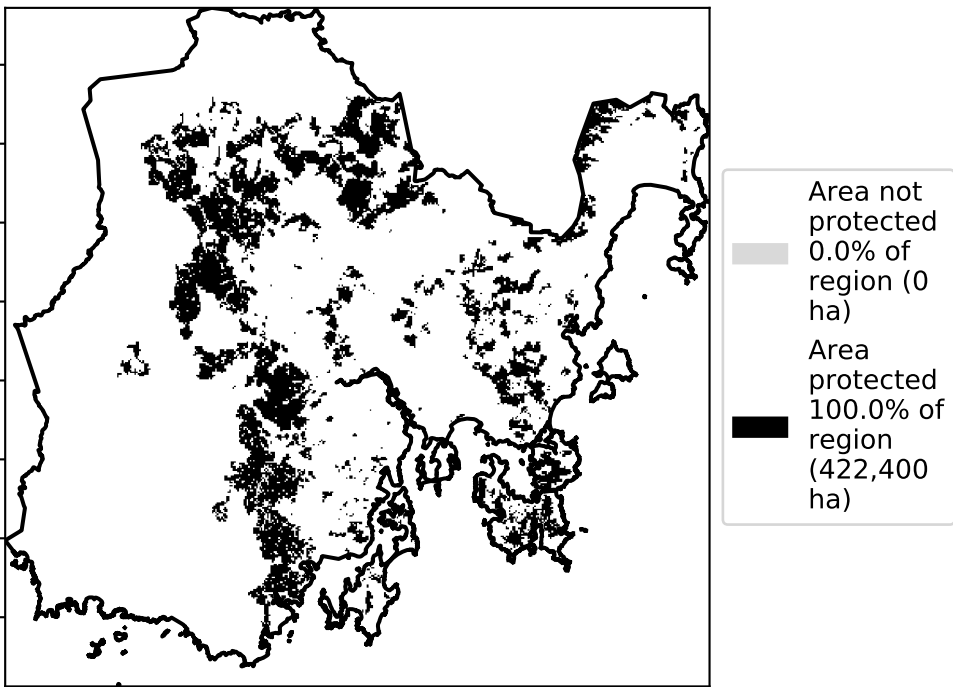 Area not
protected
0.0% of
region (0
ha)
Area
protected
100.0% of
region
(422,400
ha)